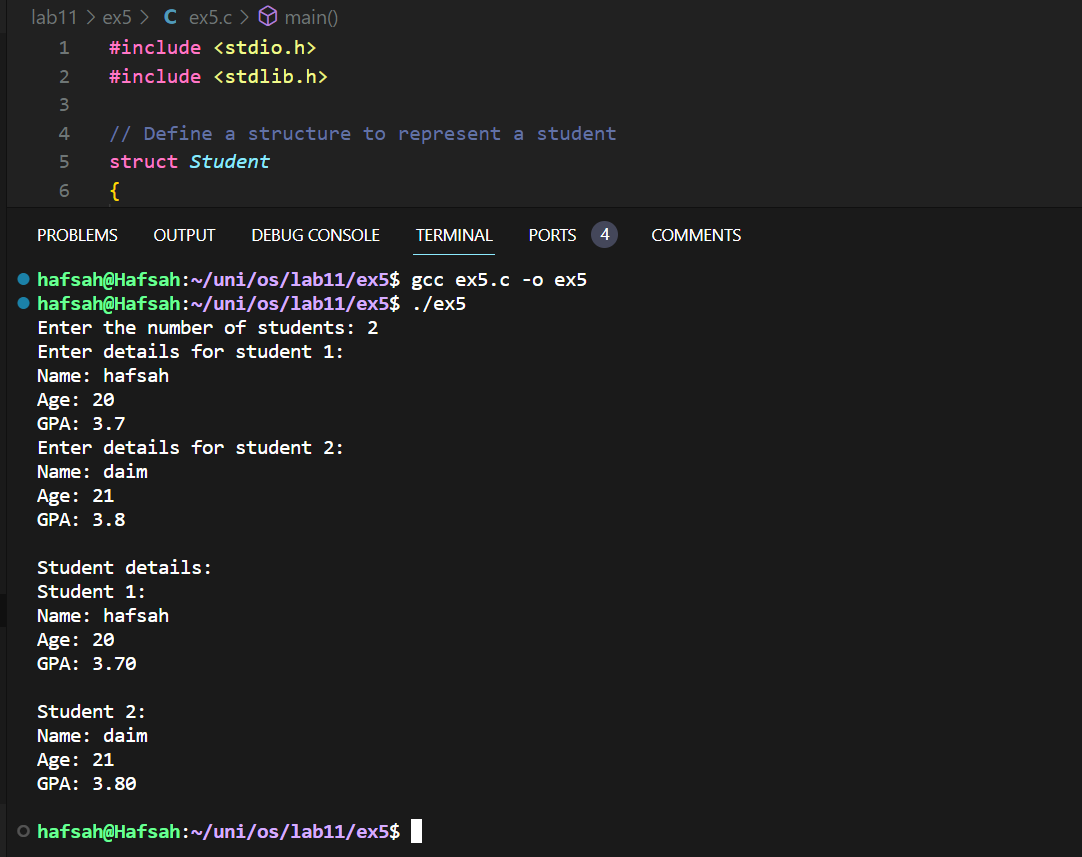 lab11 > ex5 > C ex5.c > main()
1 #include <stdio.h>
2 #include <stdlib.h>
3
4 // Define a structure to represent a student
5 struct Student
6 {
PROBLEMS OUTPUT DEBUG CONSOLE TERMINAL PORTS 4 COMMENTS
hafsah@Hafsah:~/uni/os/lab11/ex5$ gcc ex5.c -o ex5
hafsah@Hafsah:~/uni/os/lab11/ex5$ ./ex5
Enter the number of students: 2
Enter details for student 1:
Name: hafsah
Age: 20
GPA: 3.7
Enter details for student 2:
Name: daim
Age: 21
GPA: 3.8
Student details:
Student 1:
Name: hafsah
Age: 20
GPA: 3.70
Student 2:
Name: daim
Age: 21
GPA: 3.80
hafsah@Hafsah:~/uni/os/lab11/ex5$